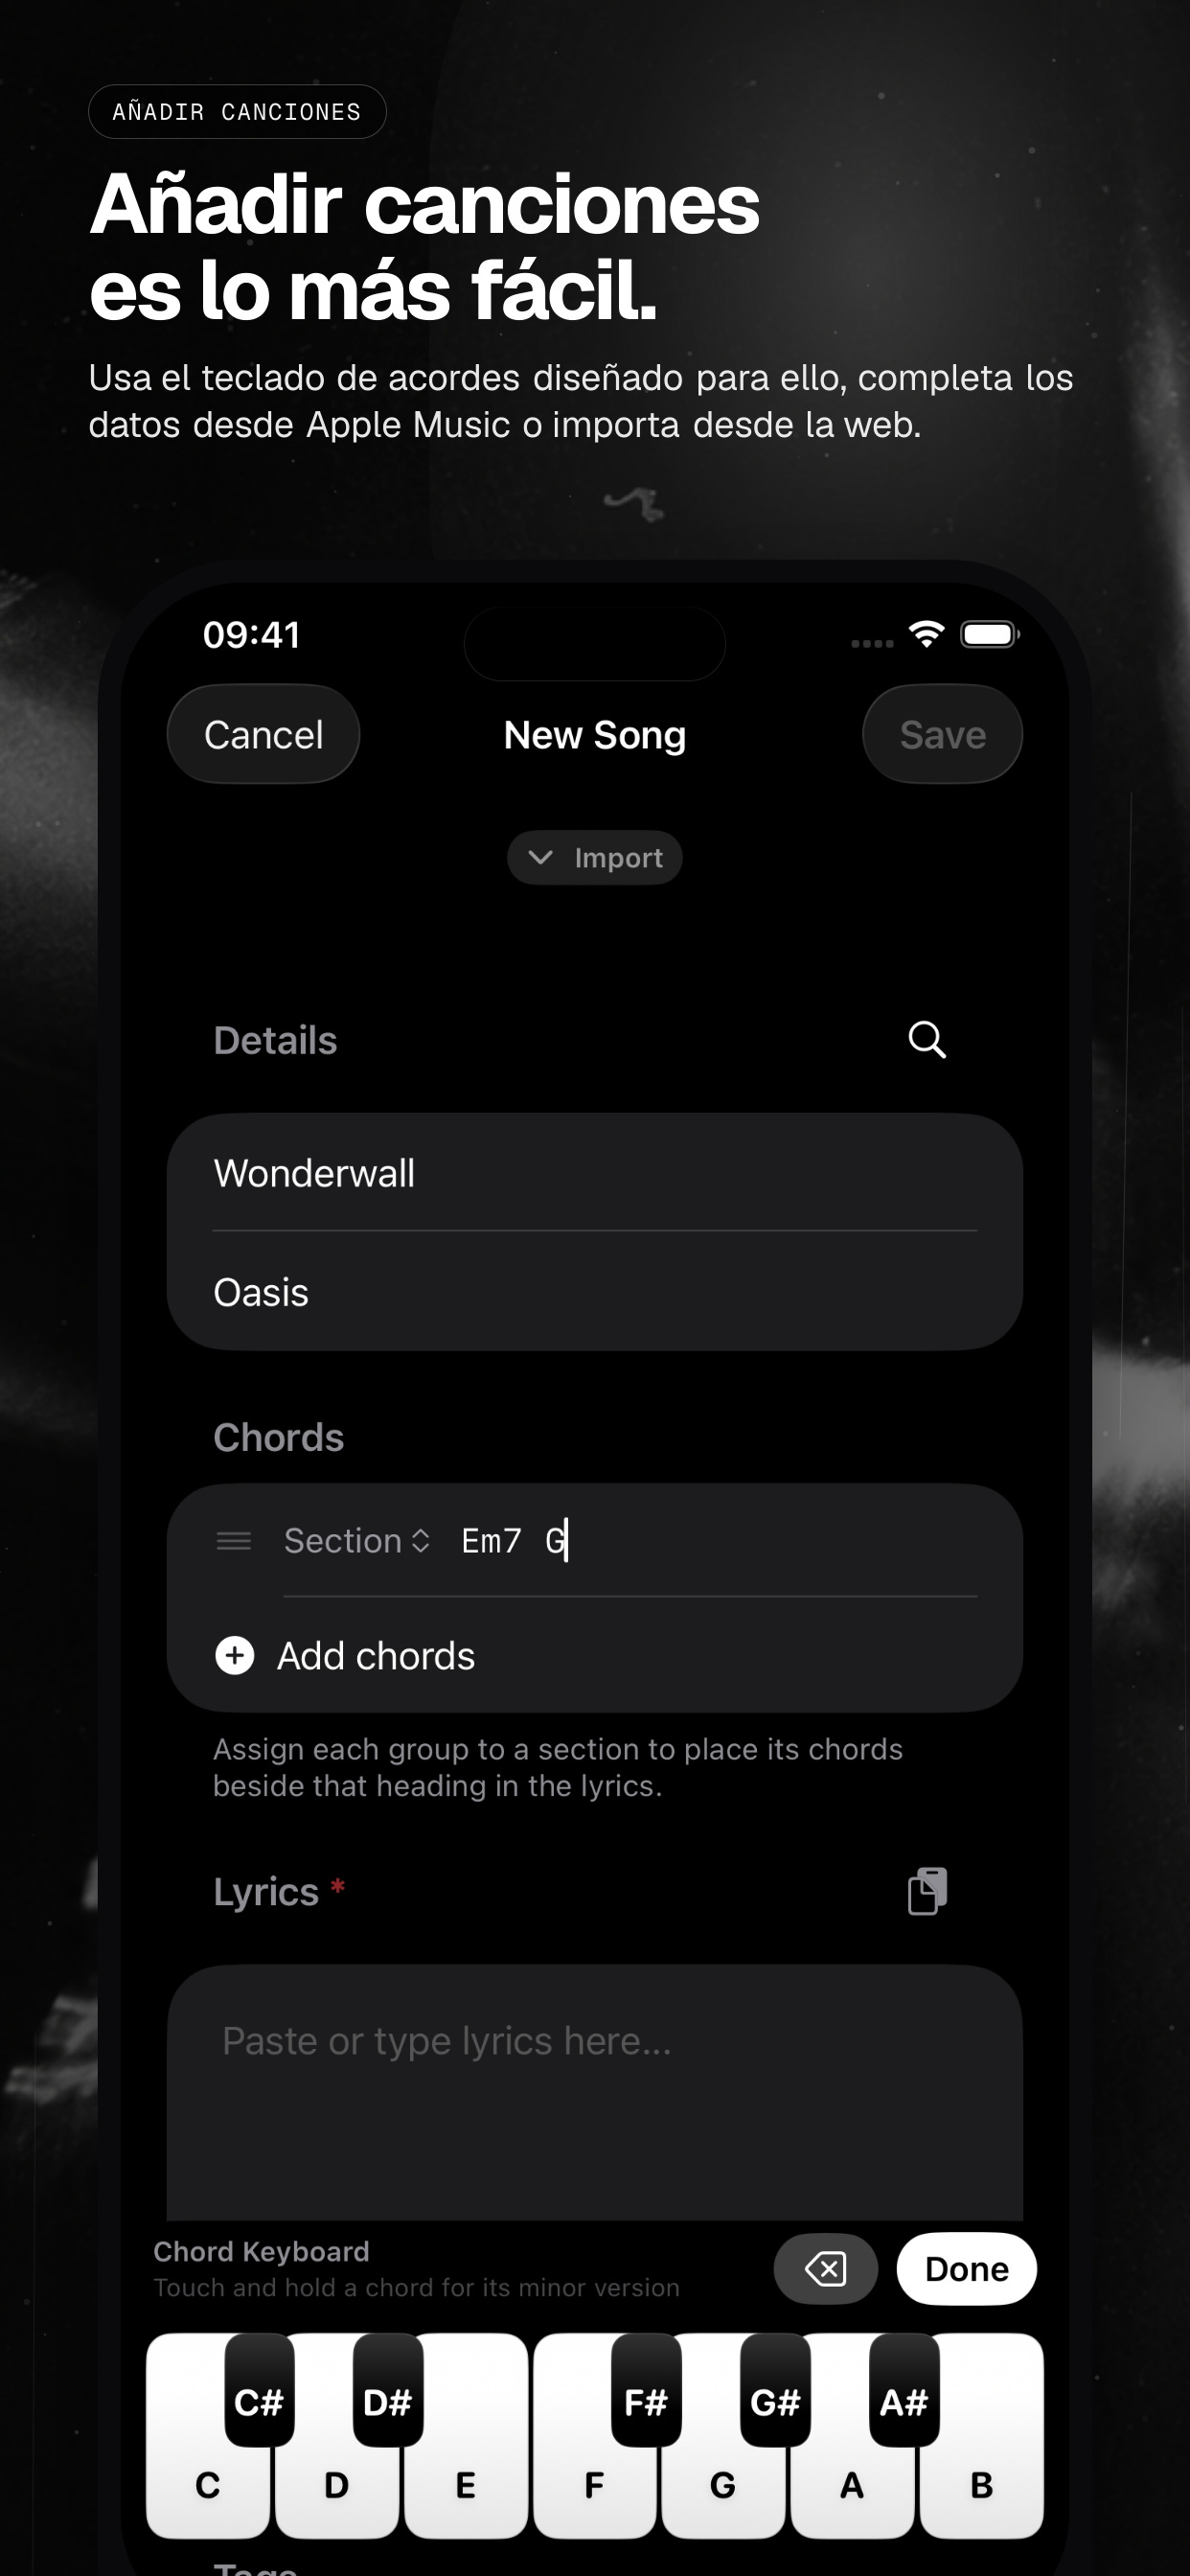 AÑADIR CANCIONES
Añadir canciones
es lo más fácil.
Usa el teclado de acordes diseñado para ello, completa los
datos desde Apple Music o importa desde la web.
09:41
Cancel
New Song
Save
Import
Details
Wonderwall
Oasis
Chords
Section Em7 G
Add chords
Assign each group to a section to place its chords
beside that heading in the lyrics.
Lyrics *
Paste or type lyrics here...
Chord Keyboard
Touch and hold a chord for its minor version
Done
C# D# F# G# A#
C D E F G A B
Tags